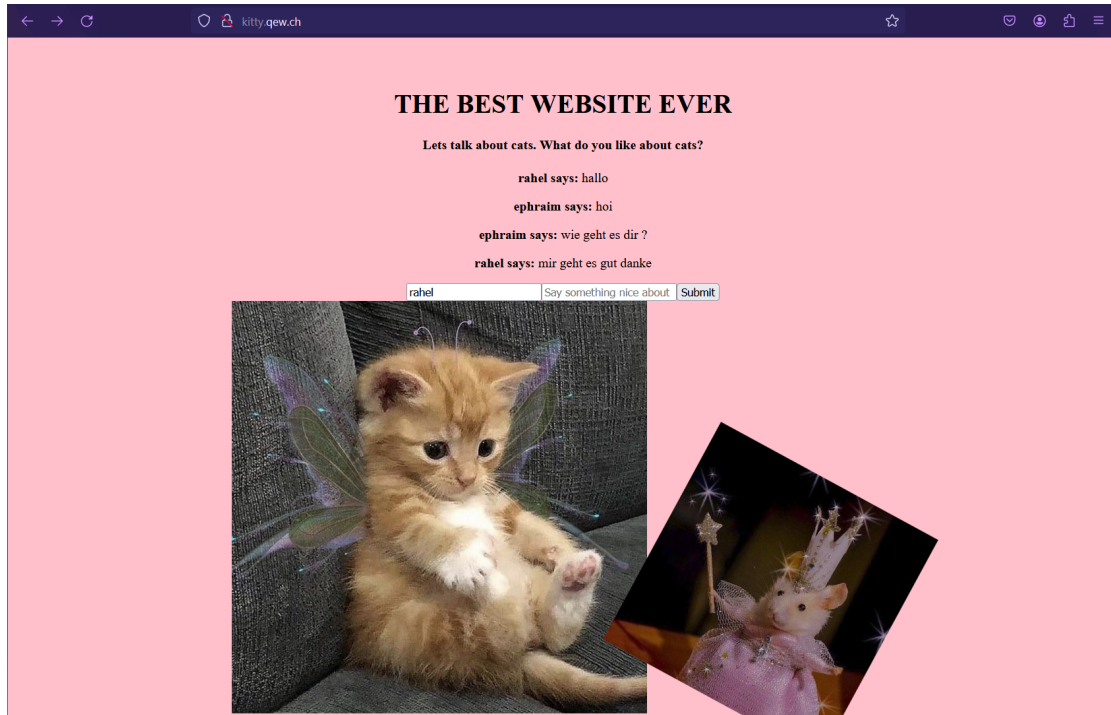 kitty.qew.ch
THE BEST WEBSITE EVER
Lets talk about cats. What do you like about cats?
rahel says: hallo
ephraim says: hoi
ephraim says: wie geht es dir ?
rahel says: mir geht es gut danke
rahel Say something nice about Submit